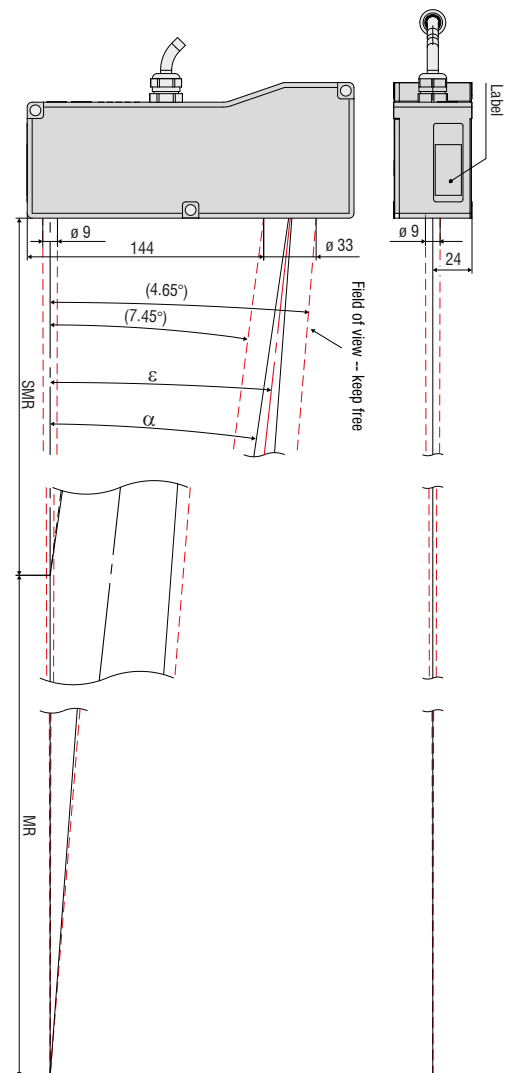 Label
ø 9
144
ø 33
ø 9
24
(4.65°)
(7.45°)
Field of view -- keep free
ε
α
SMR
MR